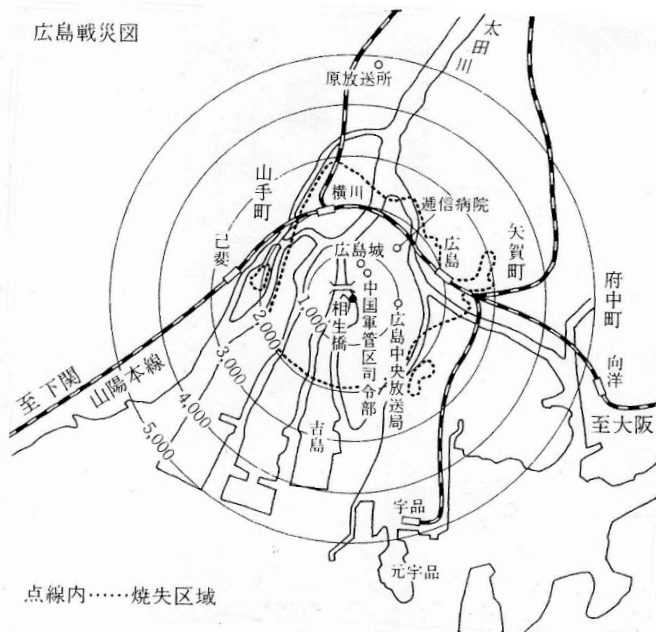 広島戦災図
太田川
原放送所
山手町
横川
逓信病院
己斐
広島城
広島
矢賀町
府中町
相生橋
中国軍管区司令部
広島中央放送局
向洋
1,000
2,000
3,000
4,000
5,000
至下関
山陽本線
至大阪
吉島
宇品
元宇品
点線内……焼失区域